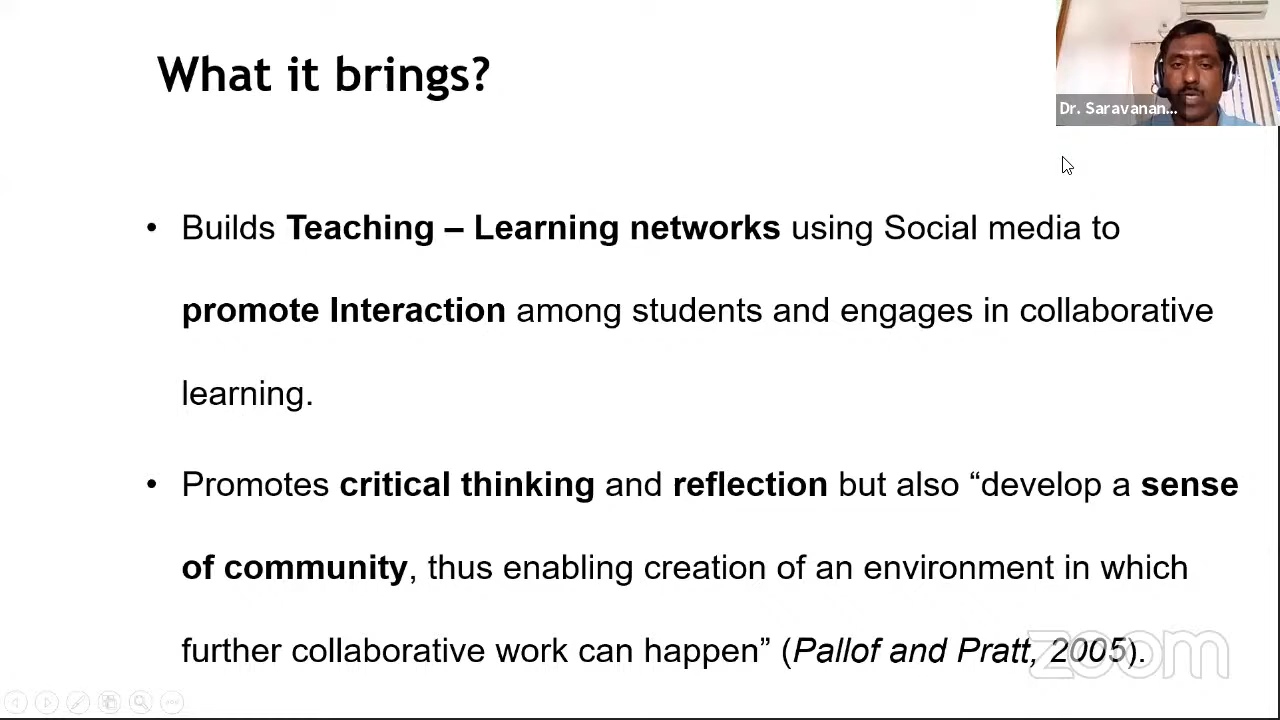 What it brings?
Dr. Saravanan...
• Builds Teaching – Learning networks using Social media to
promote Interaction among students and engages in collaborative
learning.
• Promotes critical thinking and reflection but also “develop a sense
of community, thus enabling creation of an environment in which
further collaborative work can happen” (Pallof and Pratt, 2005).
zoom